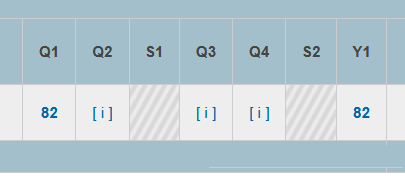 Q1 Q2 S1 Q3 Q4 S2 Y1
82 [ i ] [ i ] [ i ] 82